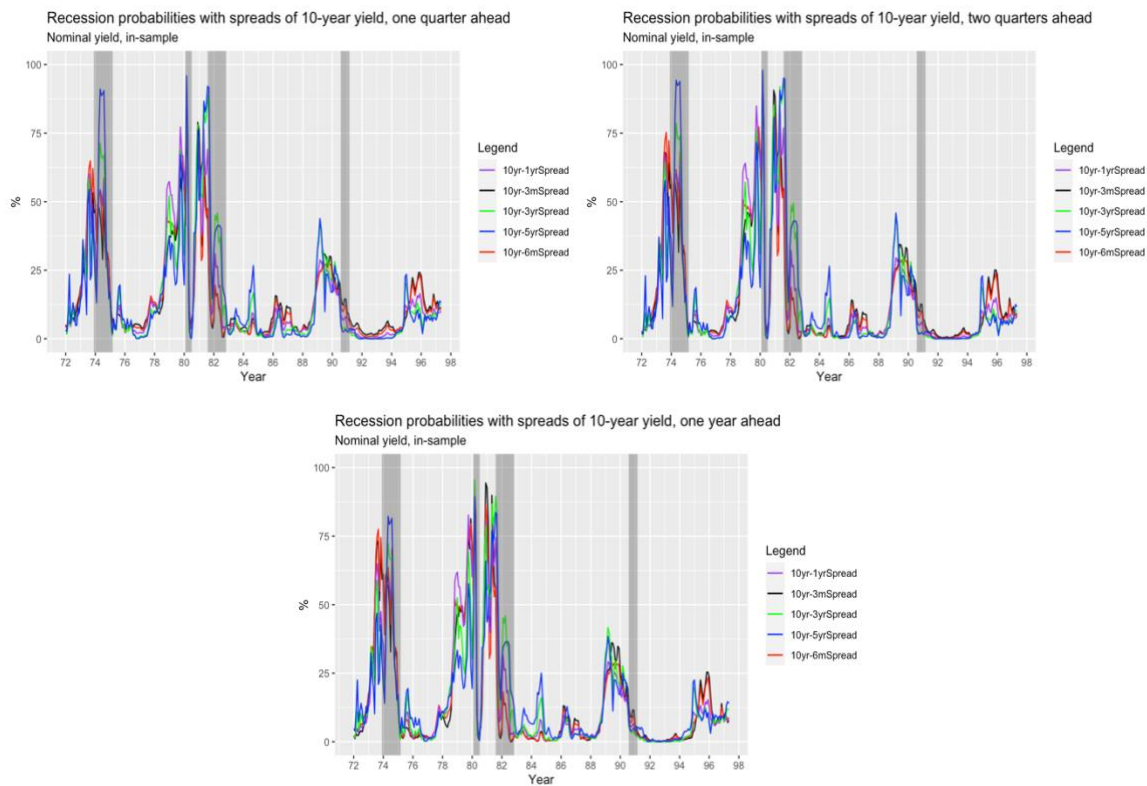 Recession probabilities with spreads of 10-year yield, one quarter ahead
Nominal yield, in-sample
100
75
50
25
0
%
72 74 76 78 80 82 84 86 88 90 92 94 96 98
Year
Legend
10yr-1yrSpread
10yr-3mSpread
10yr-3yrSpread
10yr-5yrSpread
10yr-6mSpread
Recession probabilities with spreads of 10-year yield, two quarters ahead
Nominal yield, in-sample
100
75
50
25
0
%
72 74 76 78 80 82 84 86 88 90 92 94 96 98
Year
Legend
10yr-1yrSpread
10yr-3mSpread
10yr-3yrSpread
10yr-5yrSpread
10yr-6mSpread
Recession probabilities with spreads of 10-year yield, one year ahead
Nominal yield, in-sample
100
75
50
25
0
%
72 74 76 78 80 82 84 86 88 90 92 94 96 98
Year
Legend
10yr-1yrSpread
10yr-3mSpread
10yr-3yrSpread
10yr-5yrSpread
10yr-6mSpread